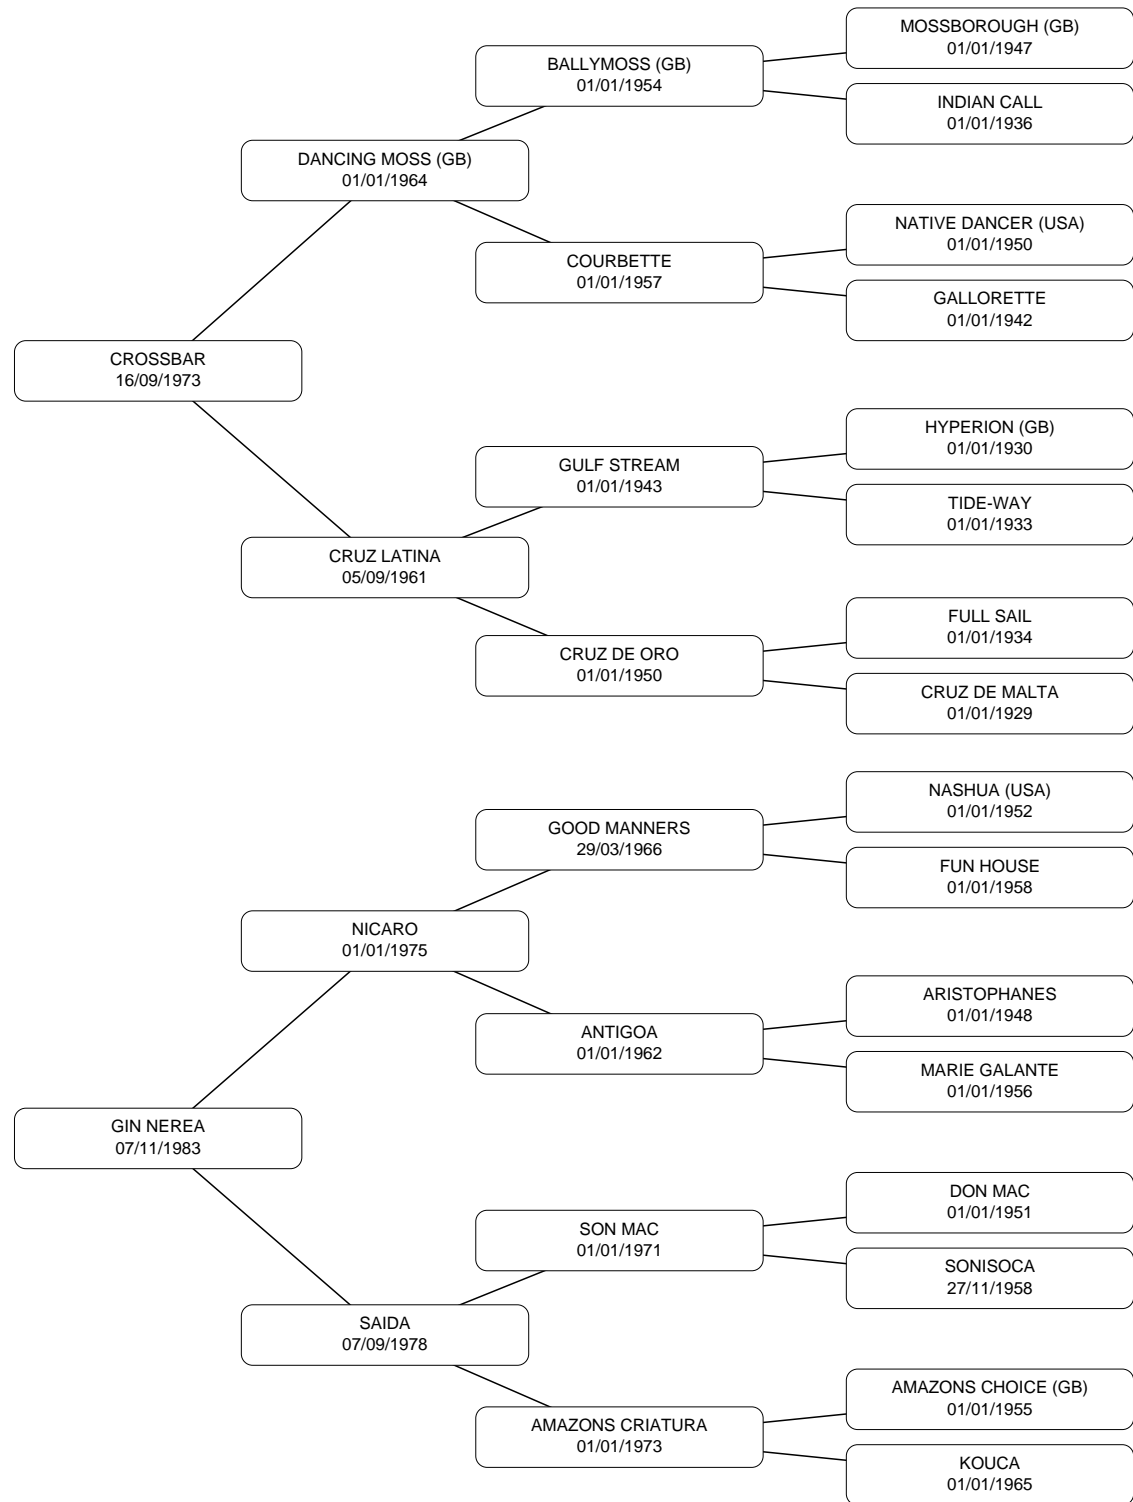 MOSSBOROUGH (GB)
01/01/1947
BALLYMOSS (GB)
01/01/1954
INDIAN CALL
01/01/1936
DANCING MOSS (GB)
01/01/1964
NATIVE DANCER (USA)
01/01/1950
COURBETTE
01/01/1957
GALLORETTE
01/01/1942
CROSSBAR
16/09/1973
HYPERION (GB)
01/01/1930
GULF STREAM
01/01/1943
TIDE-WAY
01/01/1933
CRUZ LATINA
05/09/1961
FULL SAIL
01/01/1934
CRUZ DE ORO
01/01/1950
CRUZ DE MALTA
01/01/1929
NASHUA (USA)
01/01/1952
GOOD MANNERS
29/03/1966
FUN HOUSE
01/01/1958
NICARO
01/01/1975
ARISTOPHANES
01/01/1948
ANTIGOA
01/01/1962
MARIE GALANTE
01/01/1956
GIN NEREA
07/11/1983
DON MAC
01/01/1951
SON MAC
01/01/1971
SONISOCA
27/11/1958
SAIDA
07/09/1978
AMAZONS CHOICE (GB)
01/01/1955
AMAZONS CRIATURA
01/01/1973
KOUCA
01/01/1965